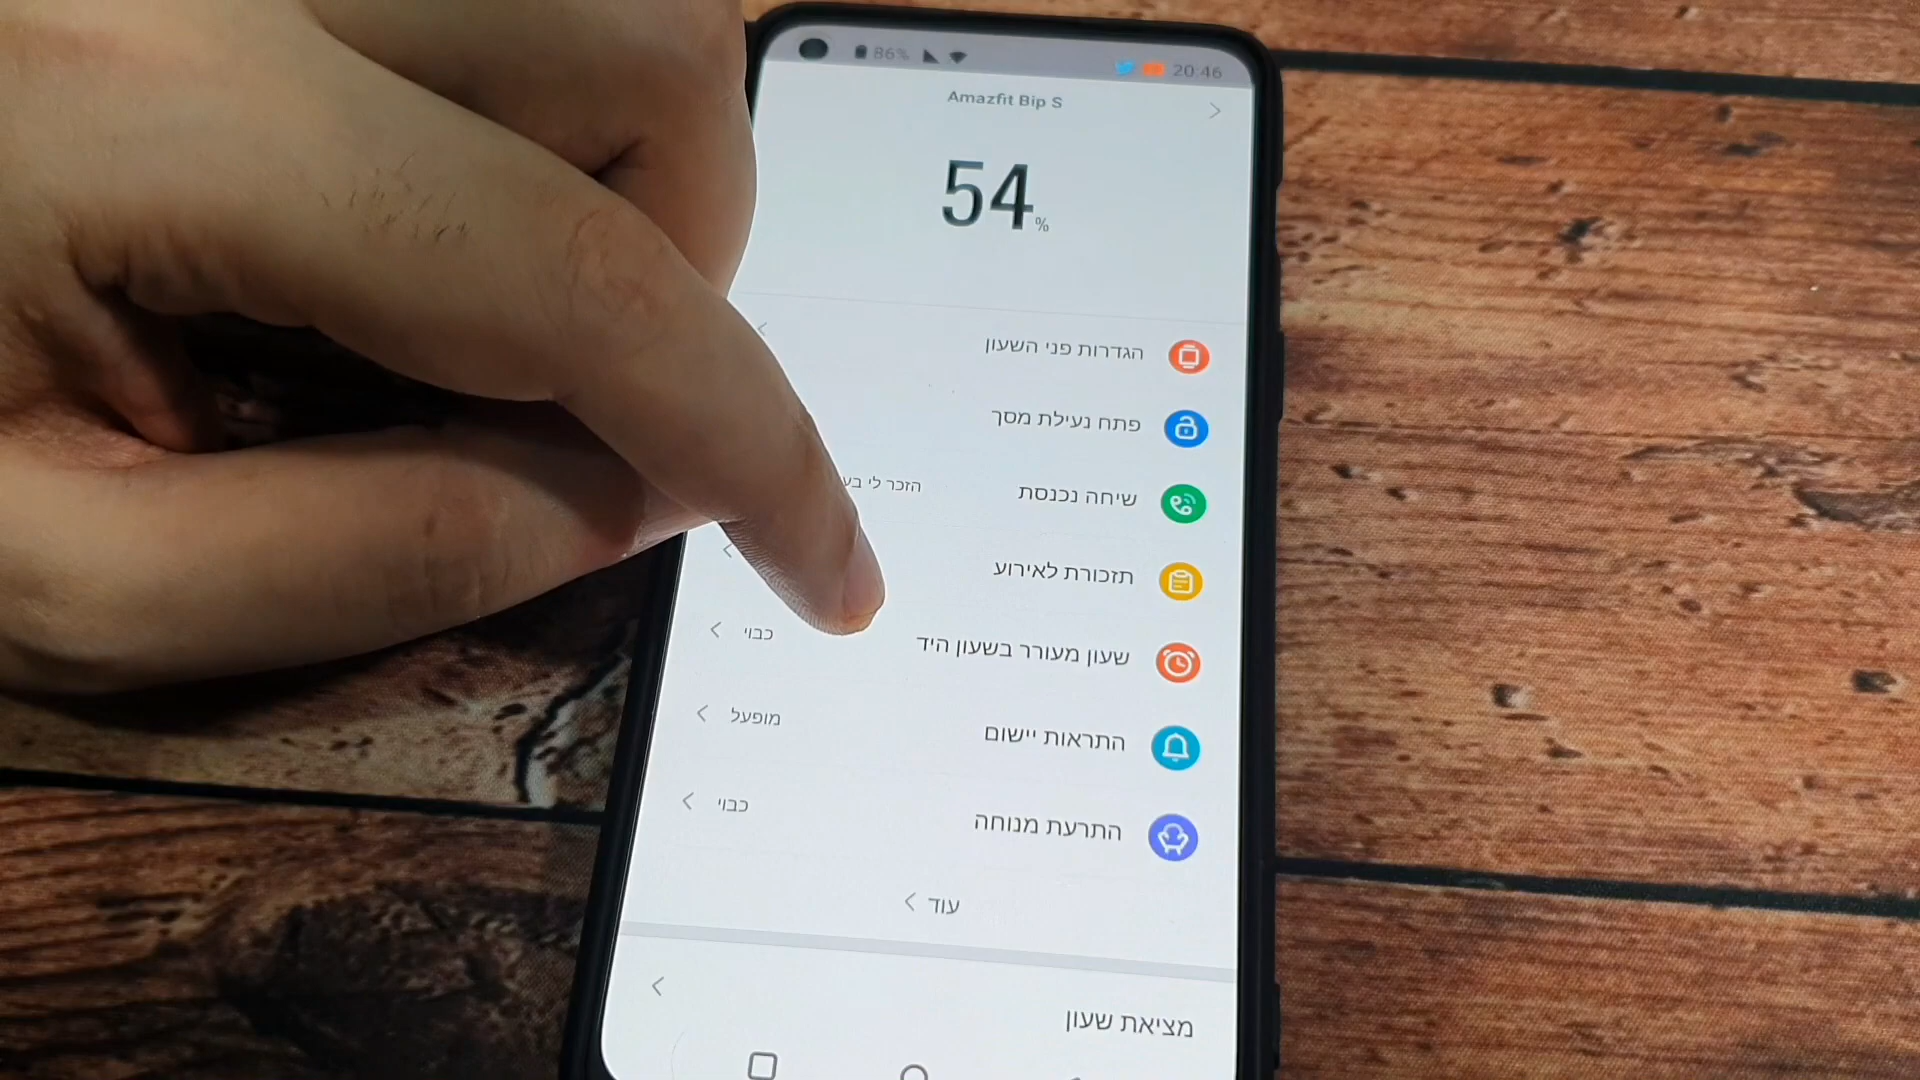 86%
20:46
Amazfit Bip S
54%
הגדרות פני השעון
פתח נעילת מסך
שיחה נכנסת הזכר לי
תזכורת לאירוע
שעון מעורר בשעון היד כבוי
התראות יישום מופעל
התרעת מנוחה כבוי
עוד
מציאת שעון